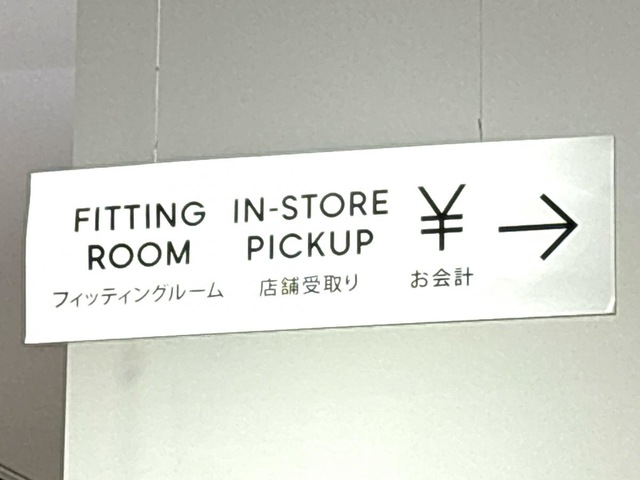 FITTING
ROOM
フィッティングルーム
IN-STORE
PICKUP
店舗受取り
¥
お会計
→